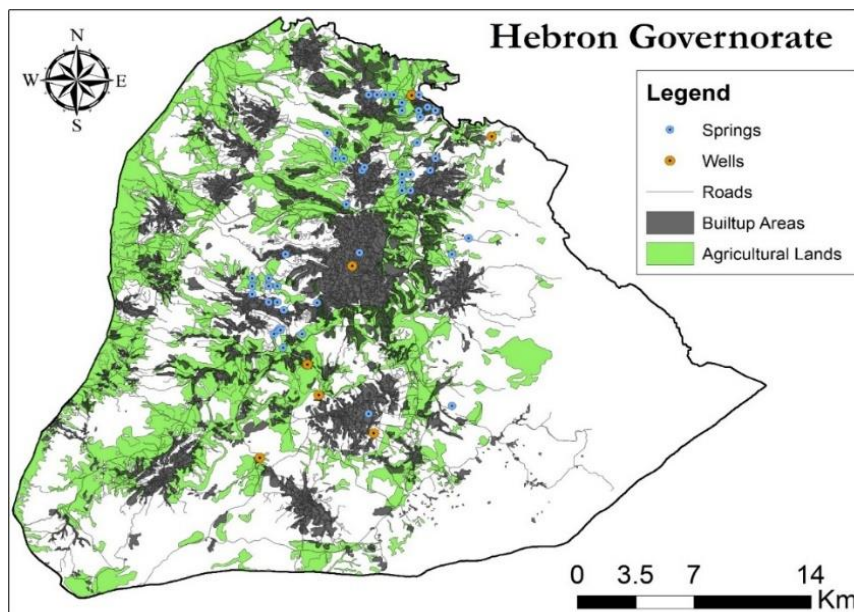 Hebron Governorate
N
W E
S
Legend
Springs
Wells
Roads
Builtup Areas
Agricultural Lands
0 3.5 7 14
Km